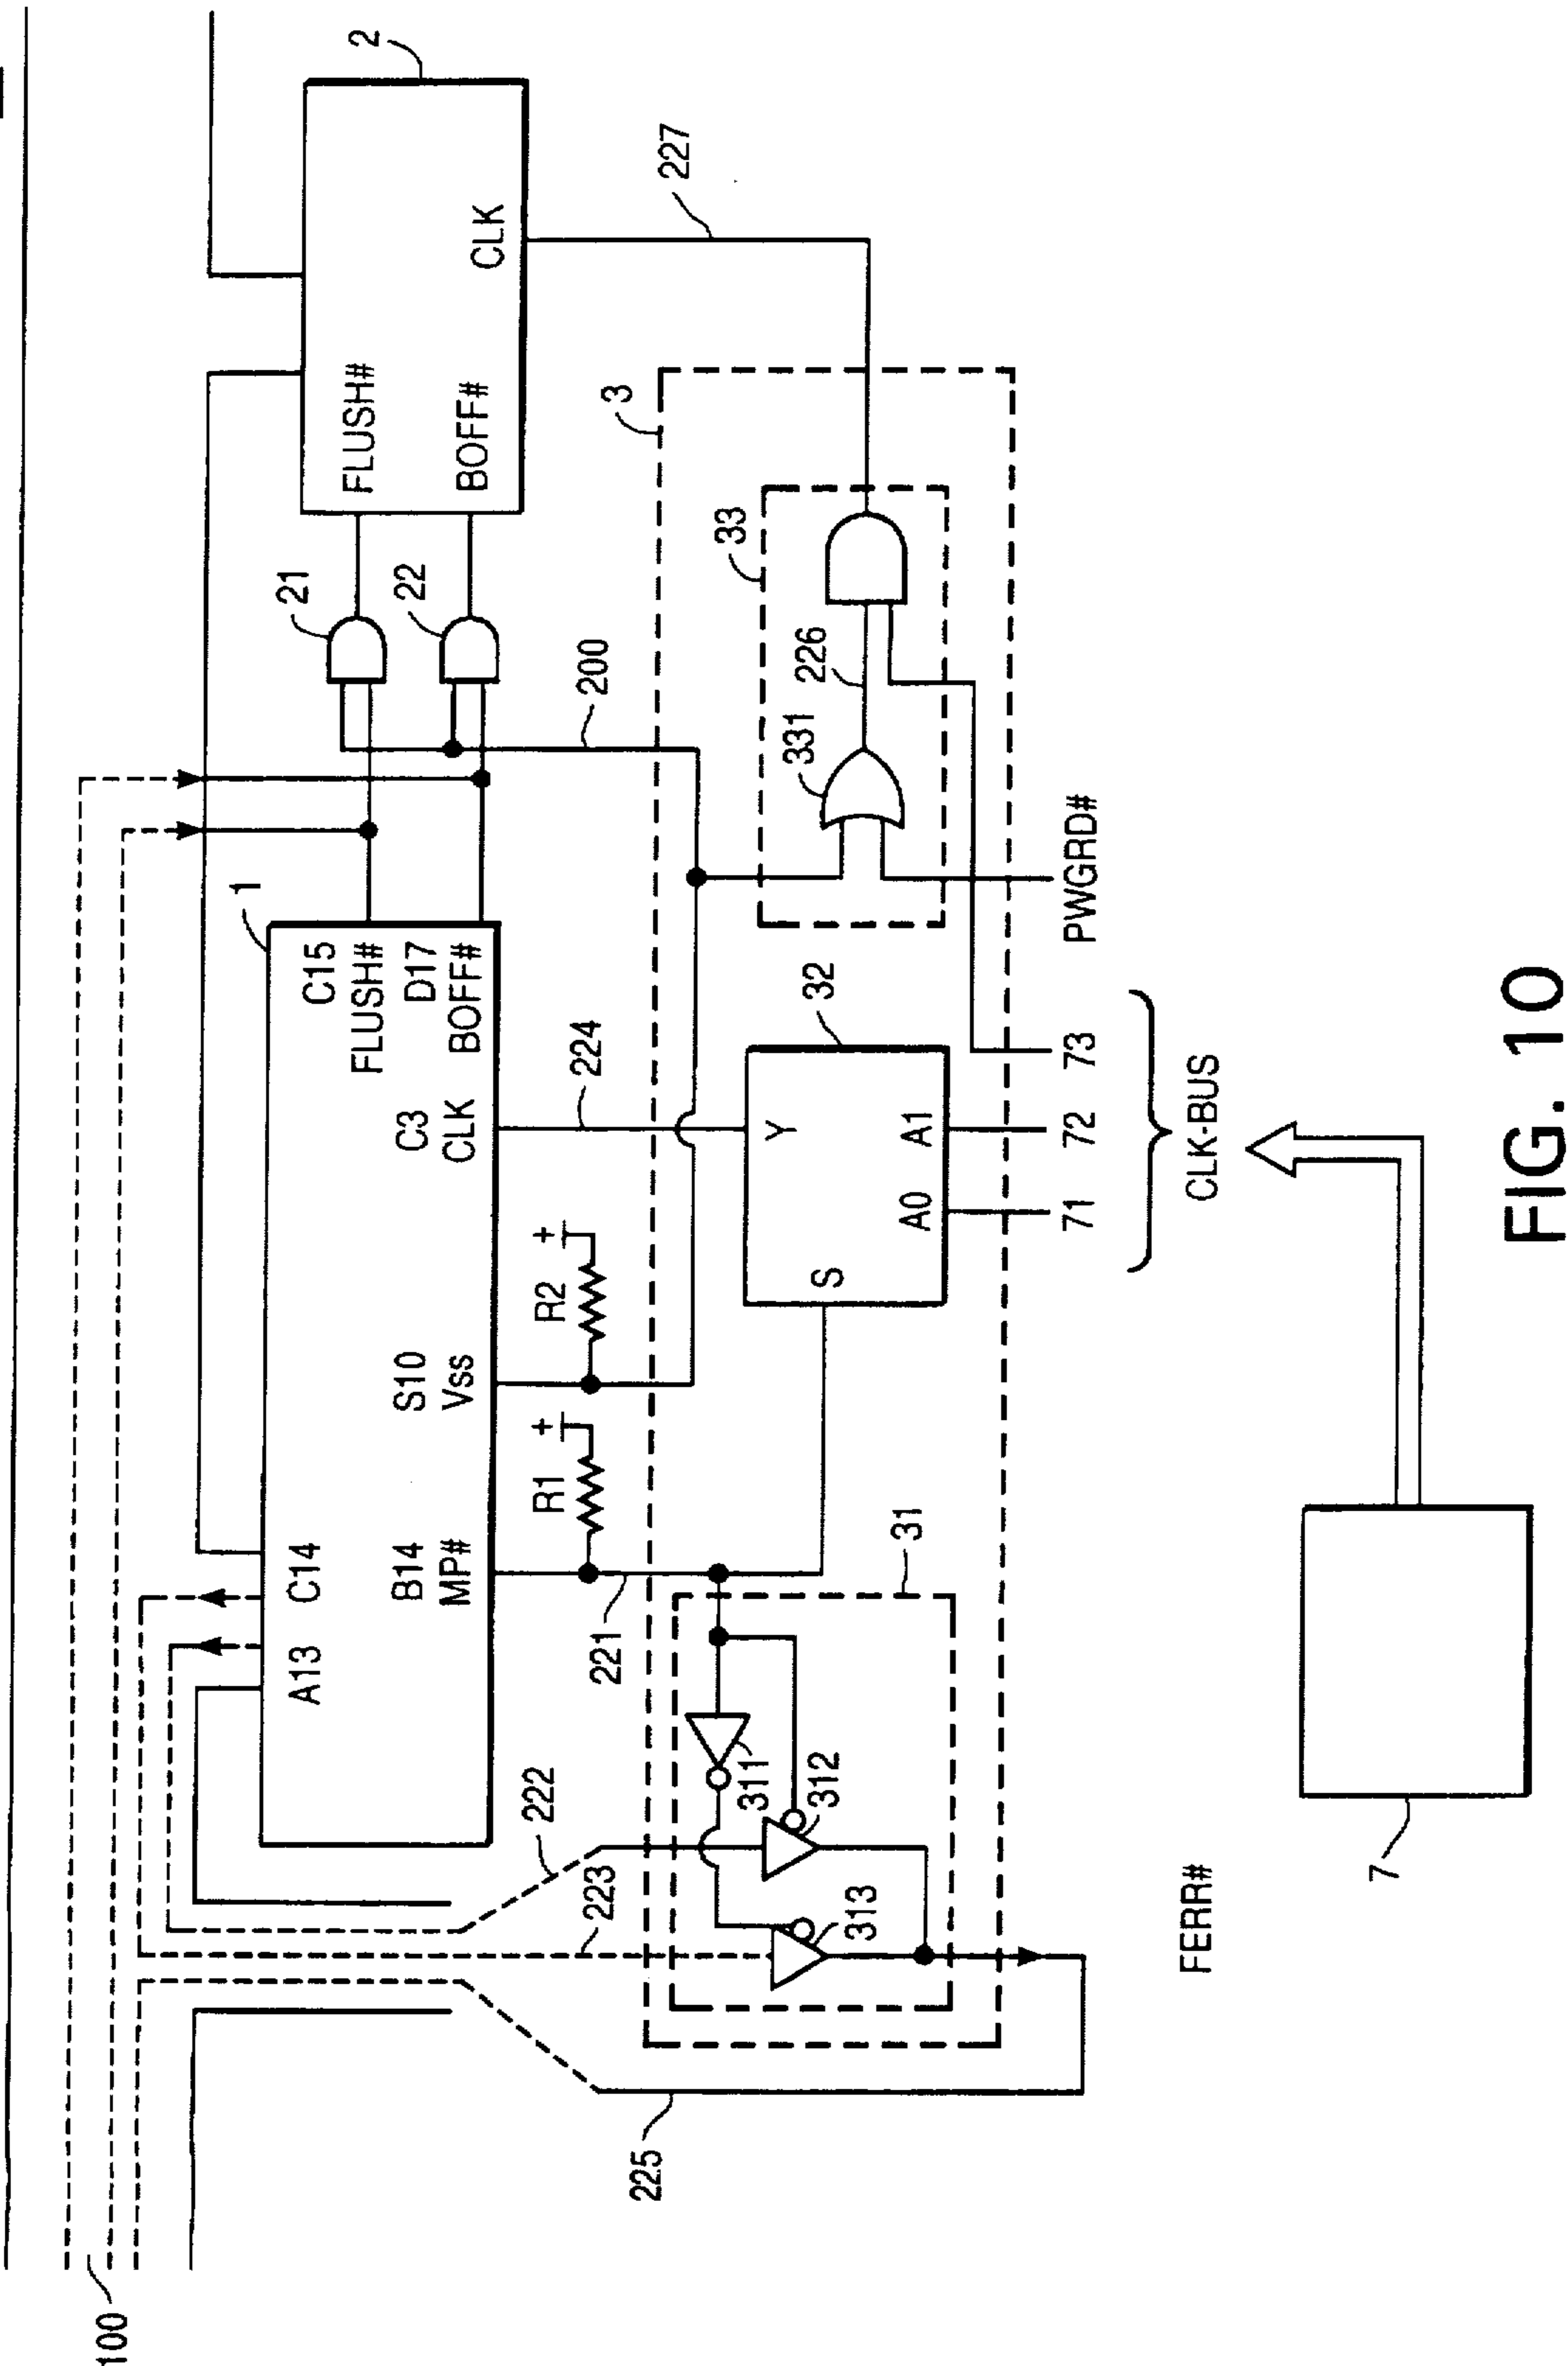 100
1
A13
C14
C15
FLUSH#
D17
BOFF#
B14
MP#
S10
Vss
C3
CLK
2
FLUSH#
BOFF#
CLK
21
22
200
227
R1
+
R2
+
221
222
223
224
225
3
31
311
312
313
32
S
Y
A0
A1
33
331
226
71
72
73
PWGRD#
CLK-BUS
FERR#
7
FIG. 10